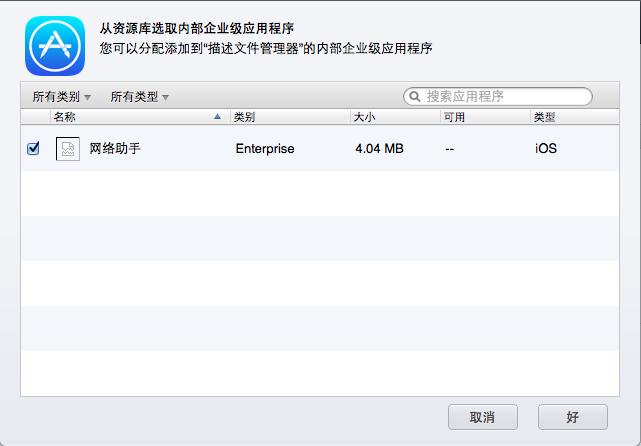 从资源库选取内部企业级应用程序
您可以分配添加到“描述文件管理器”的内部企业级应用程序
所有类别 所有类型 搜索应用程序
名称 类别 大小 可用 类型
网络助手 Enterprise 4.04 MB -- iOS
取消 好